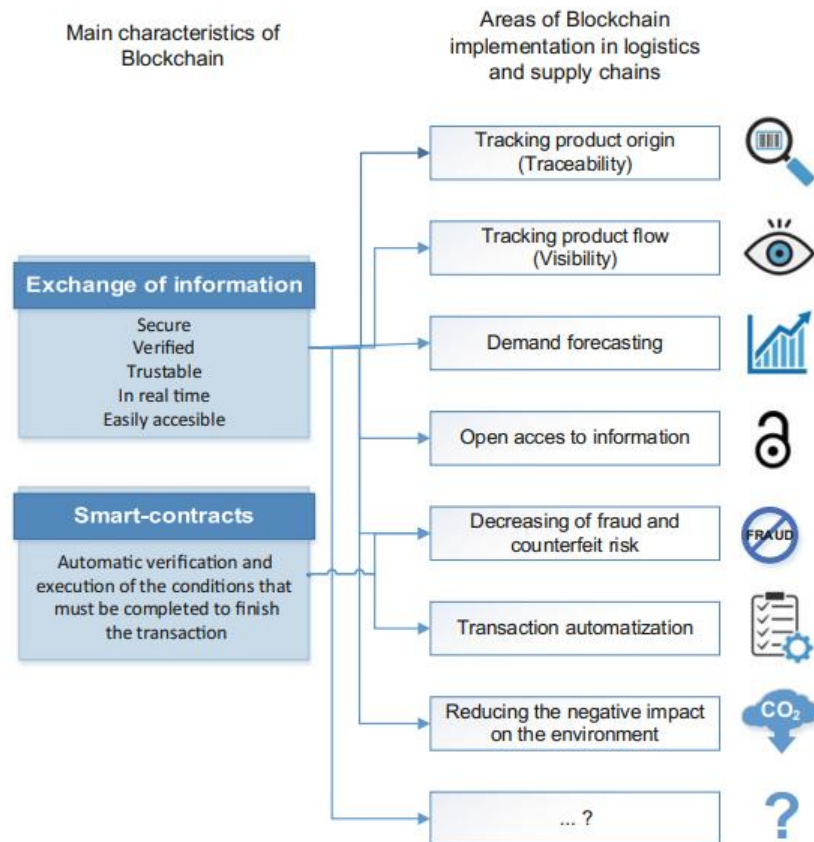 Main characteristics of
Blockchain
Areas of Blockchain
implementation in logistics
and supply chains
Exchange of information
Secure
Verified
Trustable
In real time
Easily accesible
Smart-contracts
Automatic verification and
execution of the conditions that
must be completed to finish
the transaction
Tracking product origin
(Traceability)
Tracking product flow
(Visibility)
Demand forecasting
Open acces to information
Decreasing of fraud and
counterfeit risk
FRAUD
Transaction automatization
Reducing the negative impact
on the environment
CO₂
... ?
?